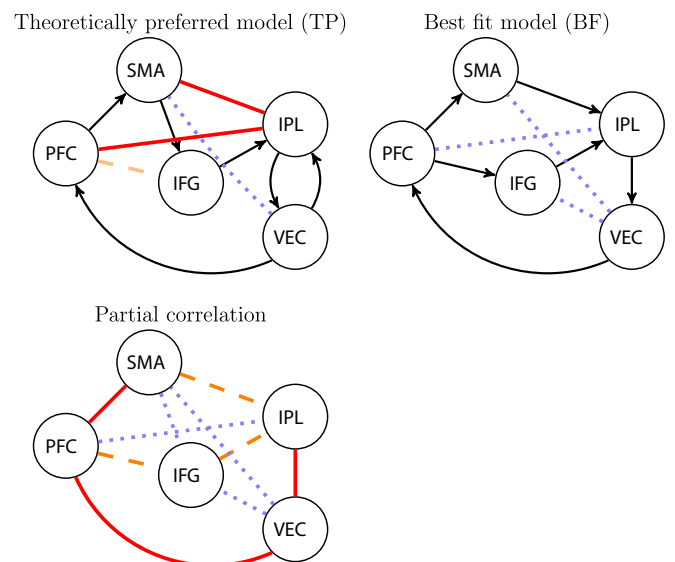 Theoretically preferred model (TP)
Best fit model (BF)
SMA
IPL
PFC
IFG
VEC
SMA
IPL
PFC
IFG
VEC
Partial correlation
SMA
IPL
PFC
IFG
VEC